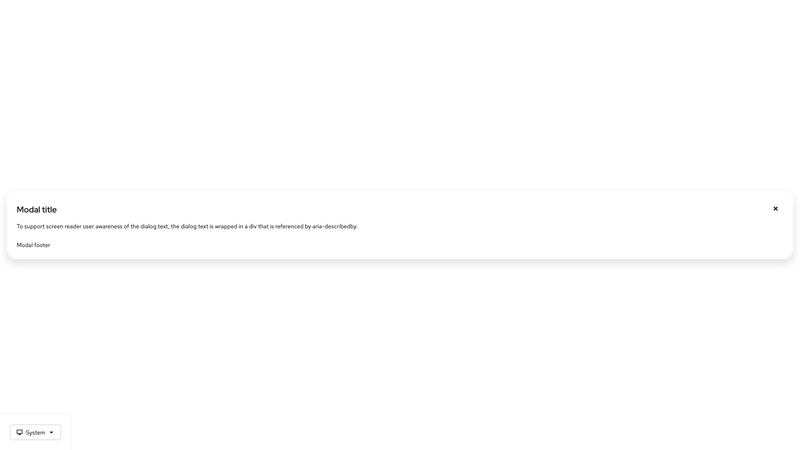 Modal title
To support screen reader user awareness of the dialog text, the dialog text is wrapped in a div that is referenced by aria-describedby.
Modal footer
System